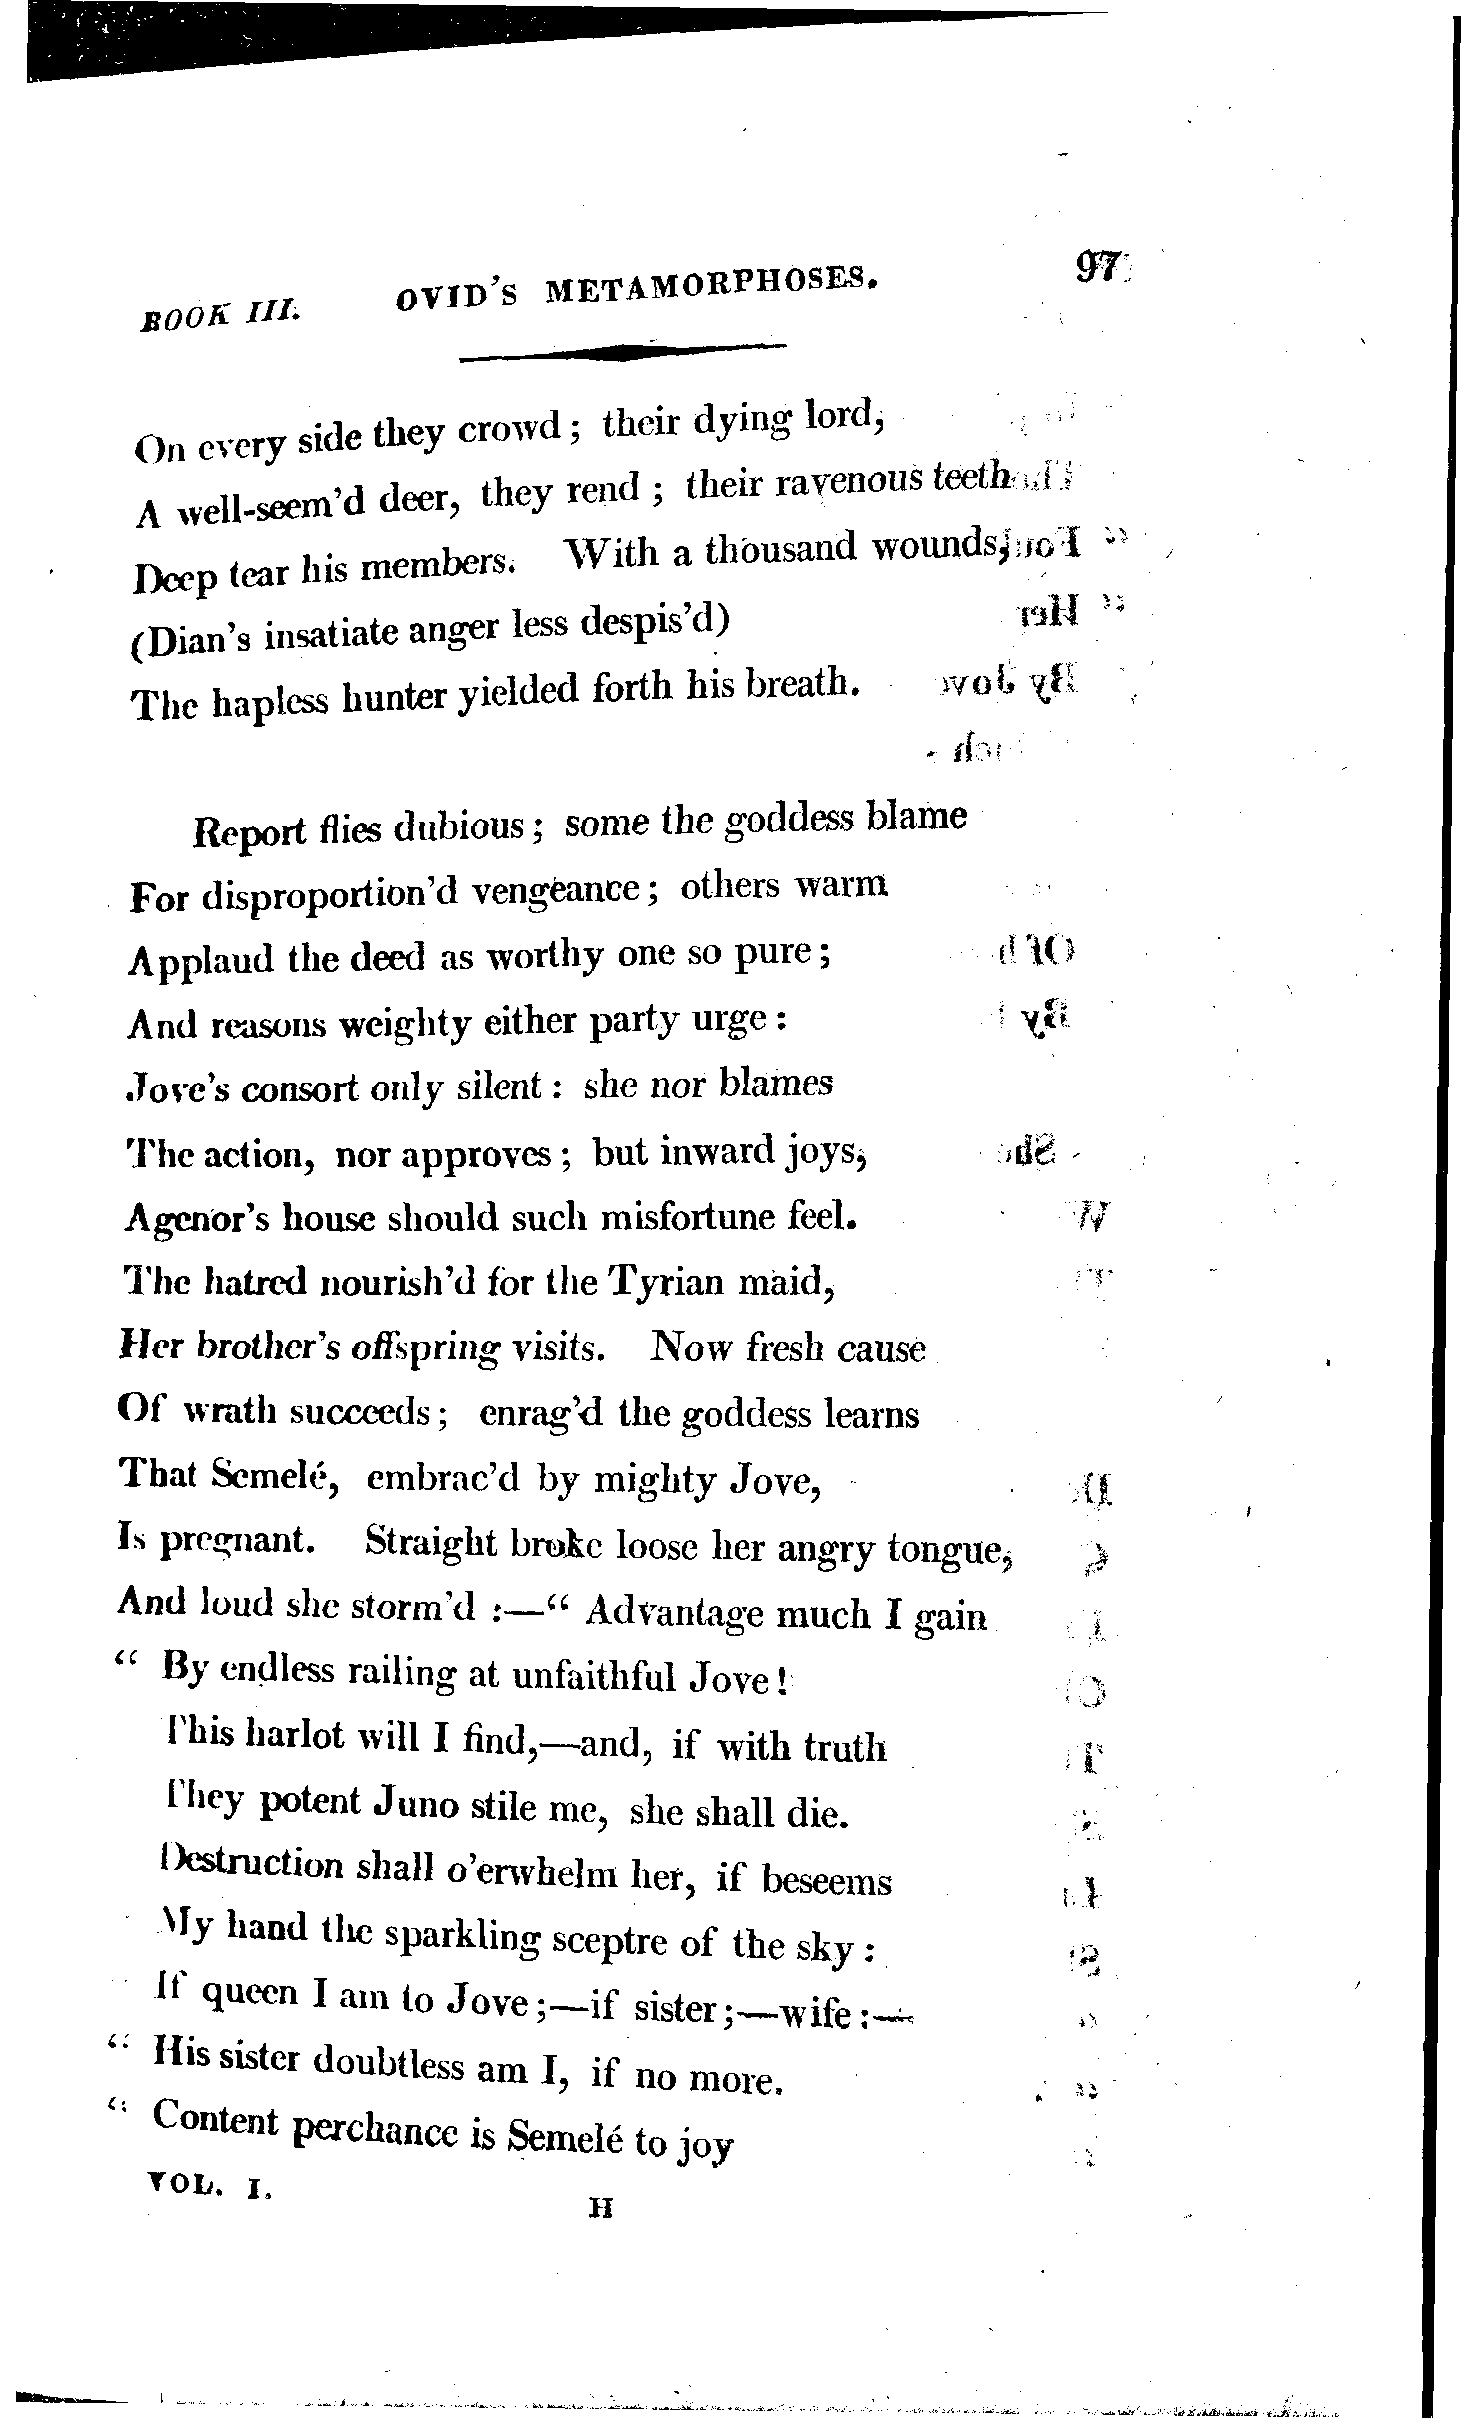 BOOK III. OVID'S METAMORPHOSES. 97
On every side they crowd; their dying lord,
A well-seem'd deer, they rend; their ravenous teeth
Deep tear his members. With a thousand wounds,
(Dian's insatiate anger less despis'd)
The hapless hunter yielded forth his breath.
Report flies dubious; some the goddess blame
For disproportion'd vengeance; others warm
Applaud the deed as worthy one so pure;
And reasons weighty either party urge:
Jove's consort only silent: she nor blames
The action, nor approves; but inward joys,
Agenor's house should such misfortune feel.
The hatred nourish'd for the Tyrian maid,
Her brother's offspring visits. Now fresh cause
Of wrath succeeds; enrag'd the goddess learns
That Semelé, embrac'd by mighty Jove,
Is pregnant. Straight broke loose her angry tongue,
And loud she storm'd :—“ Advantage much I gain
“ By endless railing at unfaithful Jove!
This harlot will I find,—and, if with truth
They potent Juno stile me, she shall die.
Destruction shall o'erwhelm her, if beseems
My hand the sparkling sceptre of the sky:
If queen I am to Jove;—if sister;—wife:—
“ His sister doubtless am I, if no more.
“ Content perchance is Semelé to joy
VOL. I. H